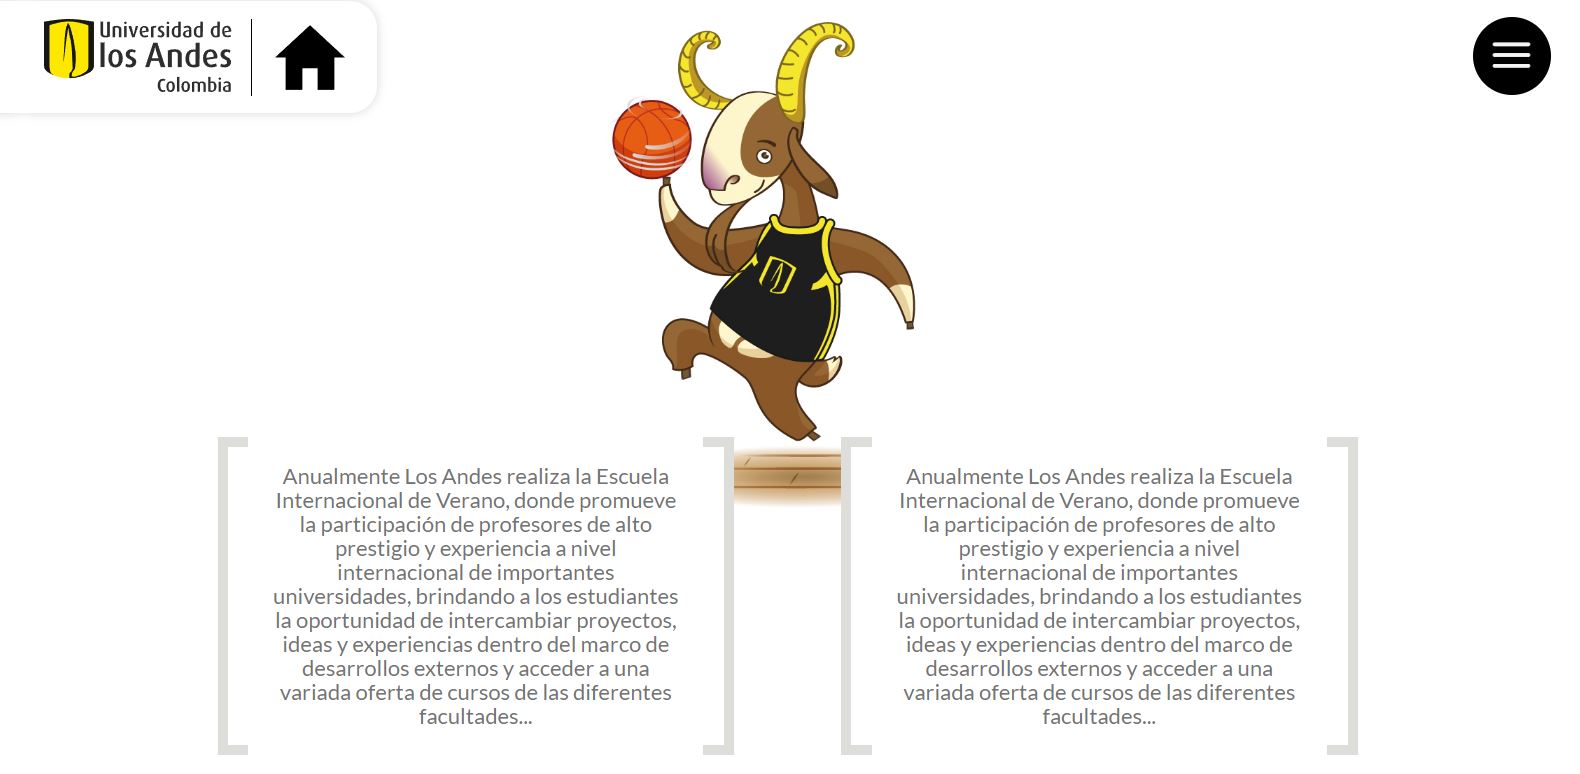 Universidad de
los Andes
Colombia
Anualmente Los Andes realiza la Escuela
Internacional de Verano, donde promueve
la participación de profesores de alto
prestigio y experiencia a nivel
internacional de importantes
universidades, brindando a los estudiantes
la oportunidad de intercambiar proyectos,
ideas y experiencias dentro del marco de
desarrollos externos y acceder a una
variada oferta de cursos de las diferentes
facultades...
Anualmente Los Andes realiza la Escuela
Internacional de Verano, donde promueve
la participación de profesores de alto
prestigio y experiencia a nivel
internacional de importantes
universidades, brindando a los estudiantes
la oportunidad de intercambiar proyectos,
ideas y experiencias dentro del marco de
desarrollos externos y acceder a una
variada oferta de cursos de las diferentes
facultades...